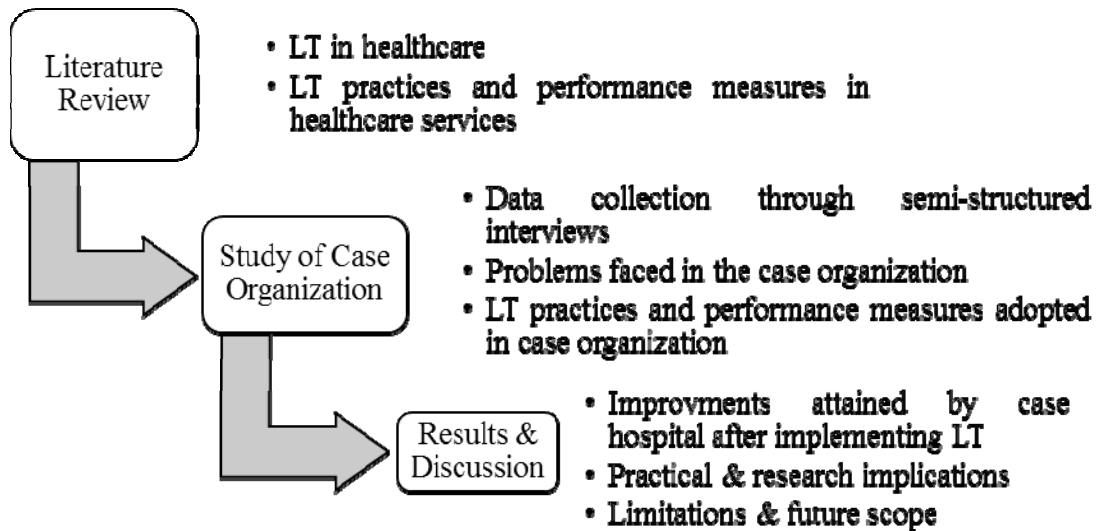 Literature
Review
• LT in healthcare
• LT practices and performance measures in
healthcare services
Study of Case
Organization
• Data collection through semi-structured
interviews
• Problems faced in the case organization
• LT practices and performance measures adopted
in case organization
Results &
Discussion
• Improvments attained by case
hospital after implementing LT
• Practical & research implications
• Limitations & future scope